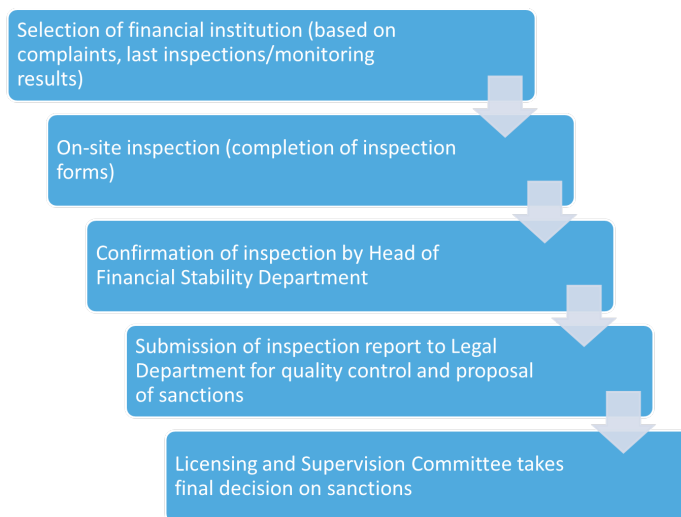 Selection of financial institution (based on
complaints, last inspections/monitoring
results)
On-site inspection (completion of inspection
forms)
Confirmation of inspection by Head of
Financial Stability Department
Submission of inspection report to Legal
Department for quality control and proposal
of sanctions
Licensing and Supervision Committee takes
final decision on sanctions